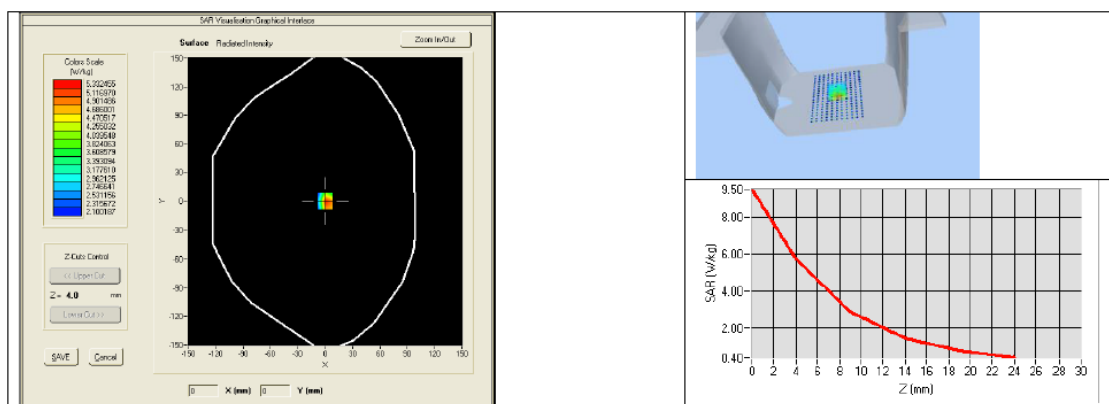 SAR Visualisation Graphical Interface
Surface Radiated Intensity
Zoom In/Out
Colors Scale
(W/kg)
5.332455
5.116970
4.901486
4.686001
4.470517
4.255032
4.039548
3.824063
3.608579
3.393094
3.177610
2.962125
2.746641
2.531156
2.315672
2.100187
Z-Cuts Control
<< Upper Cut
Z = 4.0 mm
Lower Cut >>
SAVE Cancel
150
120
90
60
30
0
-30
-60
-90
-120
-150
Y
-150 -120 -90 -60 -30 0 30 60 90 120 150
X
0 X (mm) 0 Y (mm)
9.50
8.00
6.00
4.00
2.00
0.40
SAR (W/kg)
0 2 4 6 8 10 12 14 16 18 20 22 24 26 28 30
Z (mm)